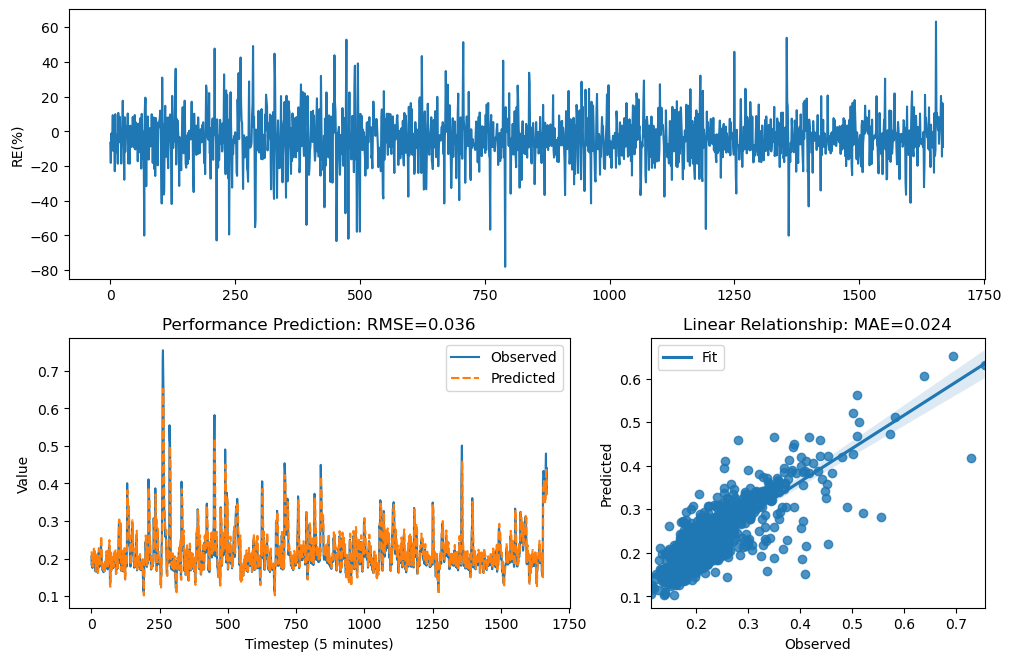 RE(%)
60
40
20
0
−20
−40
−60
−80
0 250 500 750 1000 1250 1500 1750
Performance Prediction: RMSE=0.036
Observed
Predicted
Value
0.7
0.6
0.5
0.4
0.3
0.2
0.1
0 250 500 750 1000 1250 1500 1750
Timestep (5 minutes)
Linear Relationship: MAE=0.024
Fit
Predicted
0.6
0.5
0.4
0.3
0.2
0.1
0.2 0.3 0.4 0.5 0.6 0.7
Observed